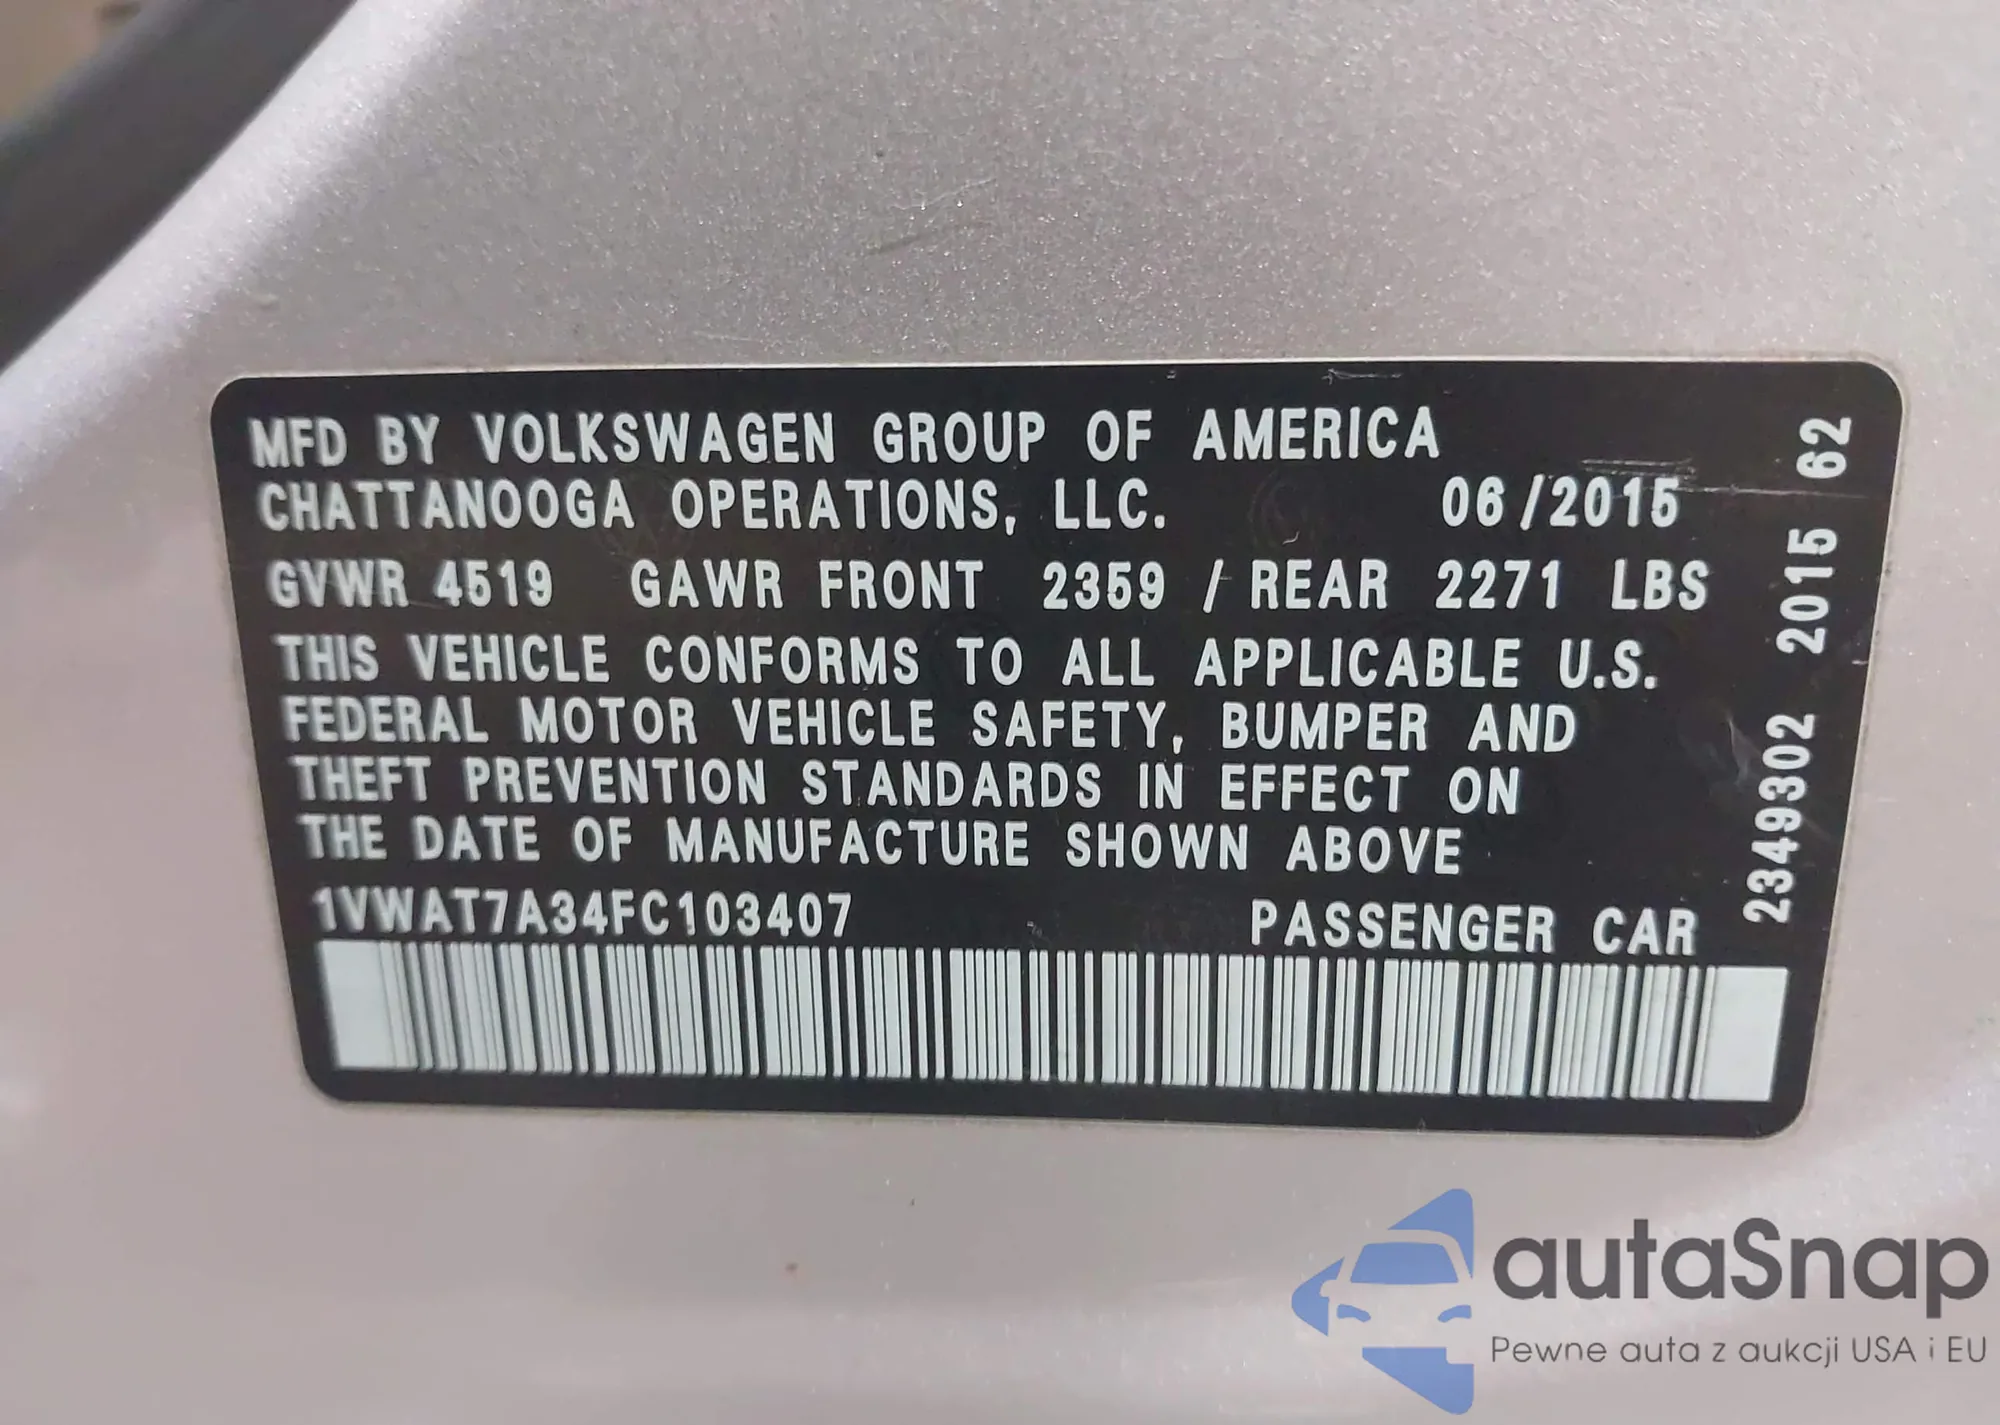 MFD BY VOLKSWAGEN GROUP OF AMERICA
CHATTANOOGA OPERATIONS, LLC. 06/2015
GVWR 4519 GAWR FRONT 2359 / REAR 2271 LBS
THIS VEHICLE CONFORMS TO ALL APPLICABLE U.S.
FEDERAL MOTOR VEHICLE SAFETY, BUMPER AND
THEFT PREVENTION STANDARDS IN EFFECT ON
THE DATE OF MANUFACTURE SHOWN ABOVE
1VWAT7A34FC103407 PASSENGER CAR
2349302 2015 62
autaSnap
Pewne auta z aukcji USA i EU